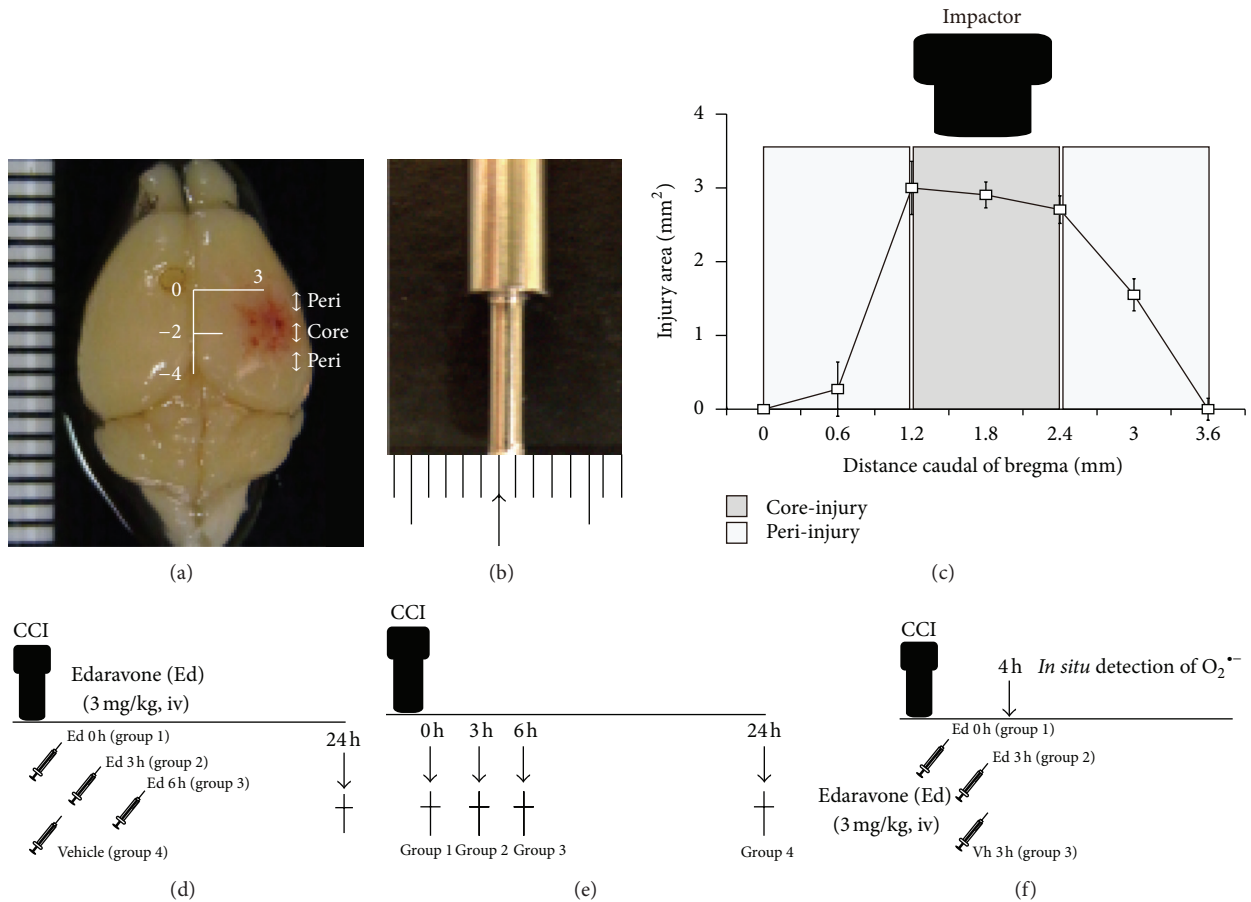 Impactor
3
0
−2
−4
Peri
Core
Peri
(a)
(b)
Injury area (mm²)
4
3
2
1
0
0 0.6 1.2 1.8 2.4 3 3.6
Distance caudal of bregma (mm)
Core-injury
Peri-injury
(c)
CCI
Edaravone (Ed)
(3 mg/kg, iv)
Ed 0 h (group 1)
Ed 3 h (group 2)
Ed 6 h (group 3)
Vehicle (group 4)
24 h
(d)
CCI
0 h 3 h 6 h 24 h
Group 1 Group 2 Group 3 Group 4
(e)
CCI
4 h In situ detection of O₂•−
Ed 0 h (group 1)
Ed 3 h (group 2)
Edaravone (Ed)
(3 mg/kg, iv)
Vh 3 h (group 3)
(f)